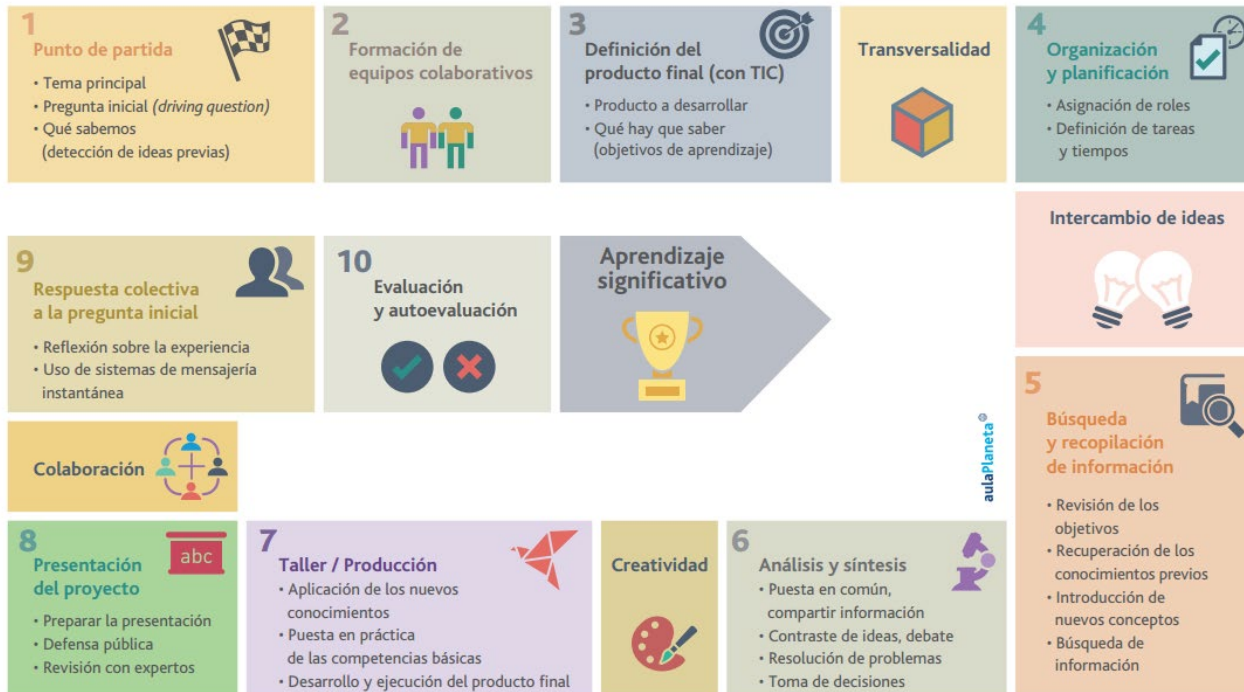 1
Punto de partida
• Tema principal
• Pregunta inicial (driving question)
• Qué sabemos
(detección de ideas previas)
2
Formación de
equipos colaborativos
3
Definición del
producto final (con TIC)
• Producto a desarrollar
• Qué hay que saber
(objetivos de aprendizaje)
Transversalidad
4
Organización
y planificación
• Asignación de roles
• Definición de tareas
y tiempos
Intercambio de ideas
5
Búsqueda
y recopilación
de información
• Revisión de los
objetivos
• Recuperación de los
conocimientos previos
• Introducción de
nuevos conceptos
• Búsqueda de
información
6
Análisis y síntesis
• Puesta en común,
compartir información
• Contraste de ideas, debate
• Resolución de problemas
• Toma de decisiones
Creatividad
7
Taller / Producción
• Aplicación de los nuevos
conocimientos
• Puesta en práctica
de las competencias básicas
• Desarrollo y ejecución del producto final
8
abc
Presentación
del proyecto
• Preparar la presentación
• Defensa pública
• Revisión con expertos
Colaboración
9
Respuesta colectiva
a la pregunta inicial
• Reflexión sobre la experiencia
• Uso de sistemas de mensajería
instantánea
10
Evaluación
y autoevaluación
Aprendizaje
significativo
aulaPlaneta